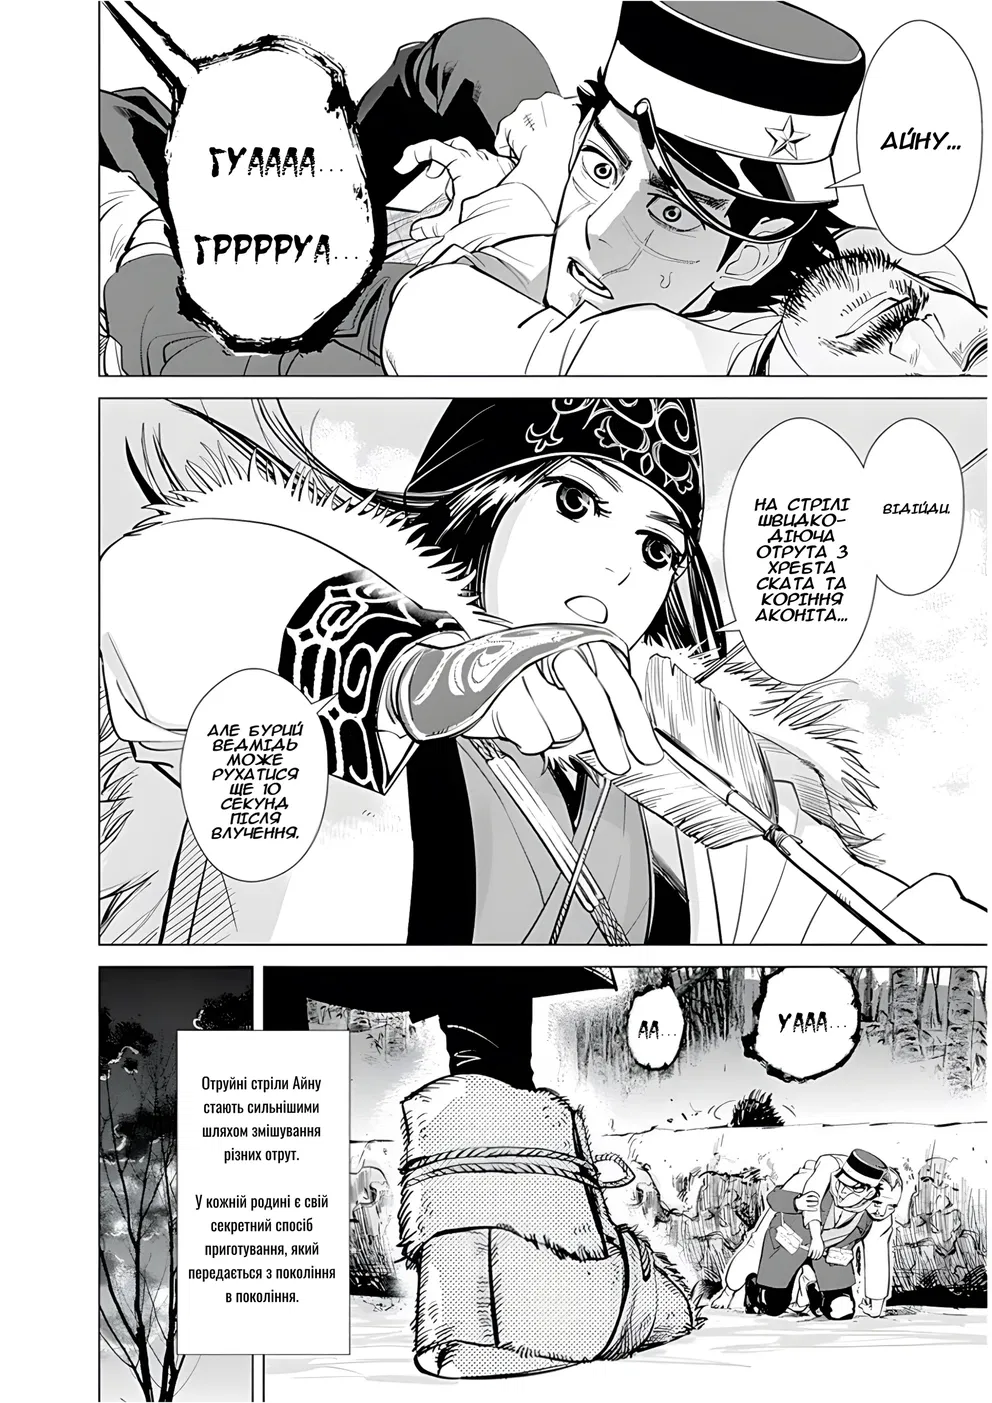 АЙНУ...
ГУАААА...
ГРРРРУА...
ВІДІЙДИ.
НА СТРІЛІ
ШВИДКО-
ДІЮЧА
ОТРУТА З
ХРЕБТА
СКАТА ТА
КОРІННЯ
АКОНІТА...
АЛЕ БУРИЙ
ВЕДМІДЬ
МОЖЕ
РУХАТИСЯ
ЩЕ 10
СЕКУНД
ПІСЛЯ
ВЛУЧЕННЯ.
УААА...
АА...
Отруйні стріли Айну
стають сильнішими
шляхом змішування
різних отрут.
У кожній родині є свій
секретний спосіб
приготування, який
передається з покоління
в покоління.